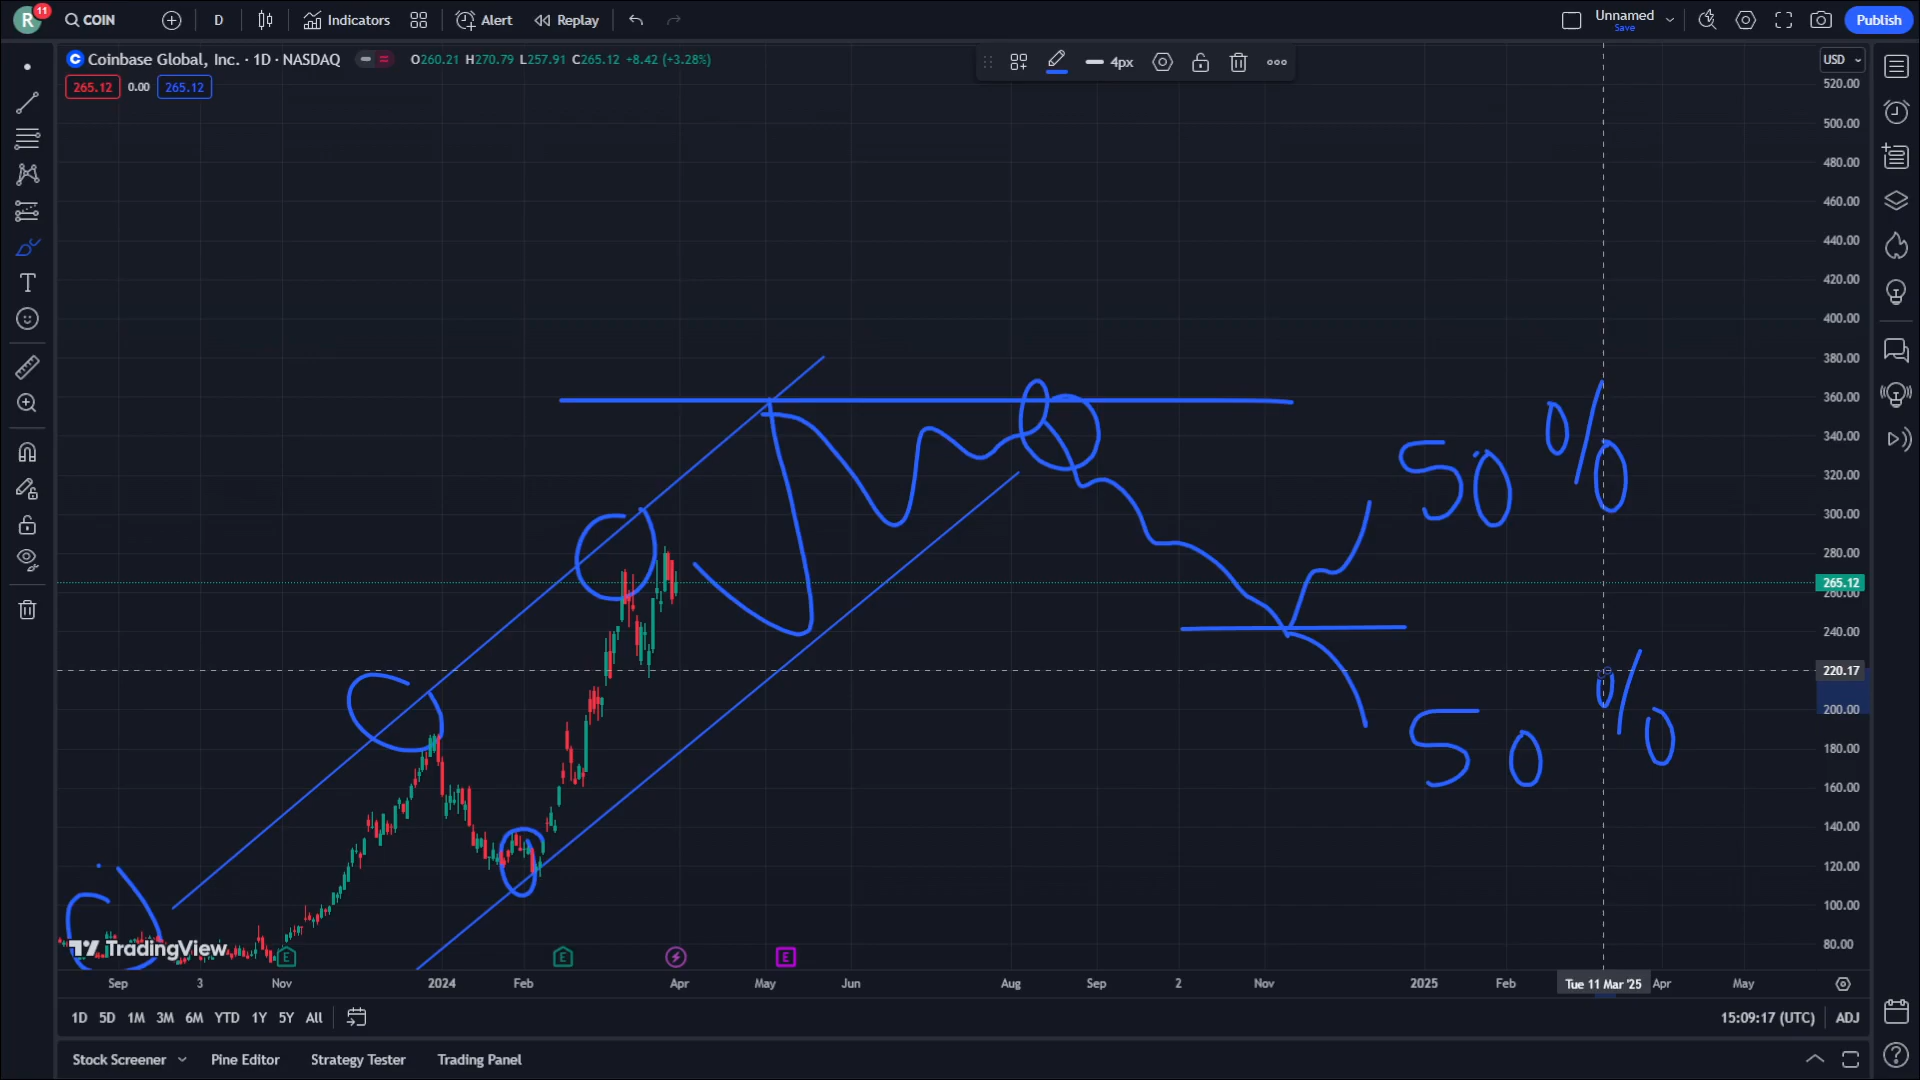 R 11 COIN D Indicators Alert Replay Unnamed Save Publish
Coinbase Global, Inc. · 1D · NASDAQ O260.21 H270.79 L257.91 C265.12 +8.42 (+3.28%)
265.12 0.00 265.12
4px
USD
520.00
500.00
480.00
460.00
440.00
420.00
400.00
380.00
360.00
340.00
320.00
300.00
280.00
265.12
260.00
240.00
220.17
200.00
180.00
160.00
140.00
120.00
100.00
80.00
50 %
50 %
TradingView
E E E
Sep 3 Nov 2024 Feb Apr May Jun Aug Sep 2 Nov 2025 Feb Tue 11 Mar '25 Apr May
1D 5D 1M 3M 6M YTD 1Y 5Y All 15:09:17 (UTC) ADJ
Stock Screener Pine Editor Strategy Tester Trading Panel